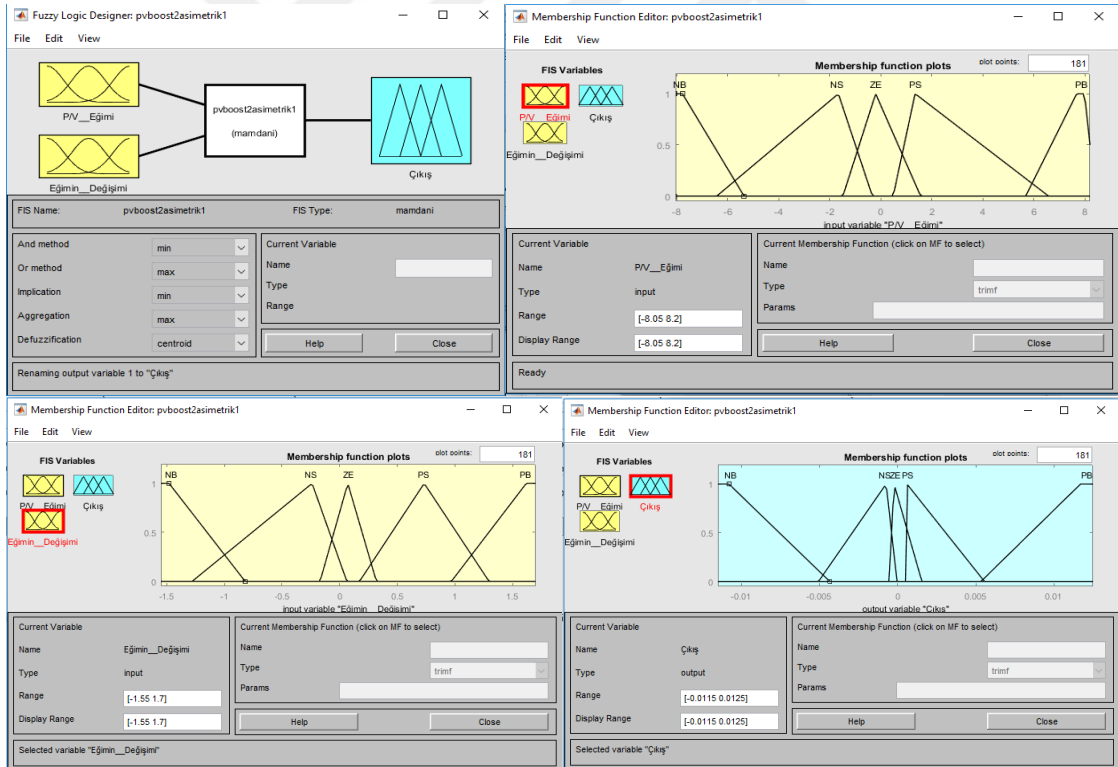 Fuzzy Logic Designer: pvboost2asimetrik1
File Edit View
P/V__Eğimi
Eğimin__Değişimi
pvboost2asimetrik1
(mamdani)
Çıkış
FIS Name: pvboost2asimetrik1 FIS Type: mamdani
And method min
Or method max
Implication min
Aggregation max
Defuzzification centroid
Current Variable
Name
Type
Range
Help Close
Renaming output variable 1 to "Çıkış"
Membership Function Editor: pvboost2asimetrik1
File Edit View
FIS Variables
P/V__Eğimi Çıkış
Eğimin__Değişimi
Membership function plots plot points: 181
NB NS ZE PS PB
1
0.5
0
-8 -6 -4 -2 0 2 4 6 8
input variable "P/V__Eğimi"
Current Variable
Name P/V__Eğimi
Type input
Range [-8.05 8.2]
Display Range [-8.05 8.2]
Current Membership Function (click on MF to select)
Name
Type trimf
Params
Help Close
Ready
Membership Function Editor: pvboost2asimetrik1
File Edit View
FIS Variables
P/V__Eğimi Çıkış
Eğimin__Değişimi
Membership function plots plot points: 181
NB NS ZE PS PB
1
0.5
0
-1.5 -1 -0.5 0 0.5 1 1.5
input variable "Eğimin__Değişimi"
Current Variable
Name Eğimin__Değişimi
Type input
Range [-1.55 1.7]
Display Range [-1.55 1.7]
Current Membership Function (click on MF to select)
Name
Type trimf
Params
Help Close
Selected variable "Eğimin__Değişimi"
Membership Function Editor: pvboost2asimetrik1
File Edit View
FIS Variables
P/V__Eğimi Çıkış
Eğimin__Değişimi
Membership function plots plot points: 181
NB NS ZE PS PB
1
0.5
0
-0.01 -0.005 0 0.005 0.01
output variable "Çıkış"
Current Variable
Name Çıkış
Type output
Range [-0.0115 0.0125]
Display Range [-0.0115 0.0125]
Current Membership Function (click on MF to select)
Name
Type trimf
Params
Help Close
Selected variable "Çıkış"